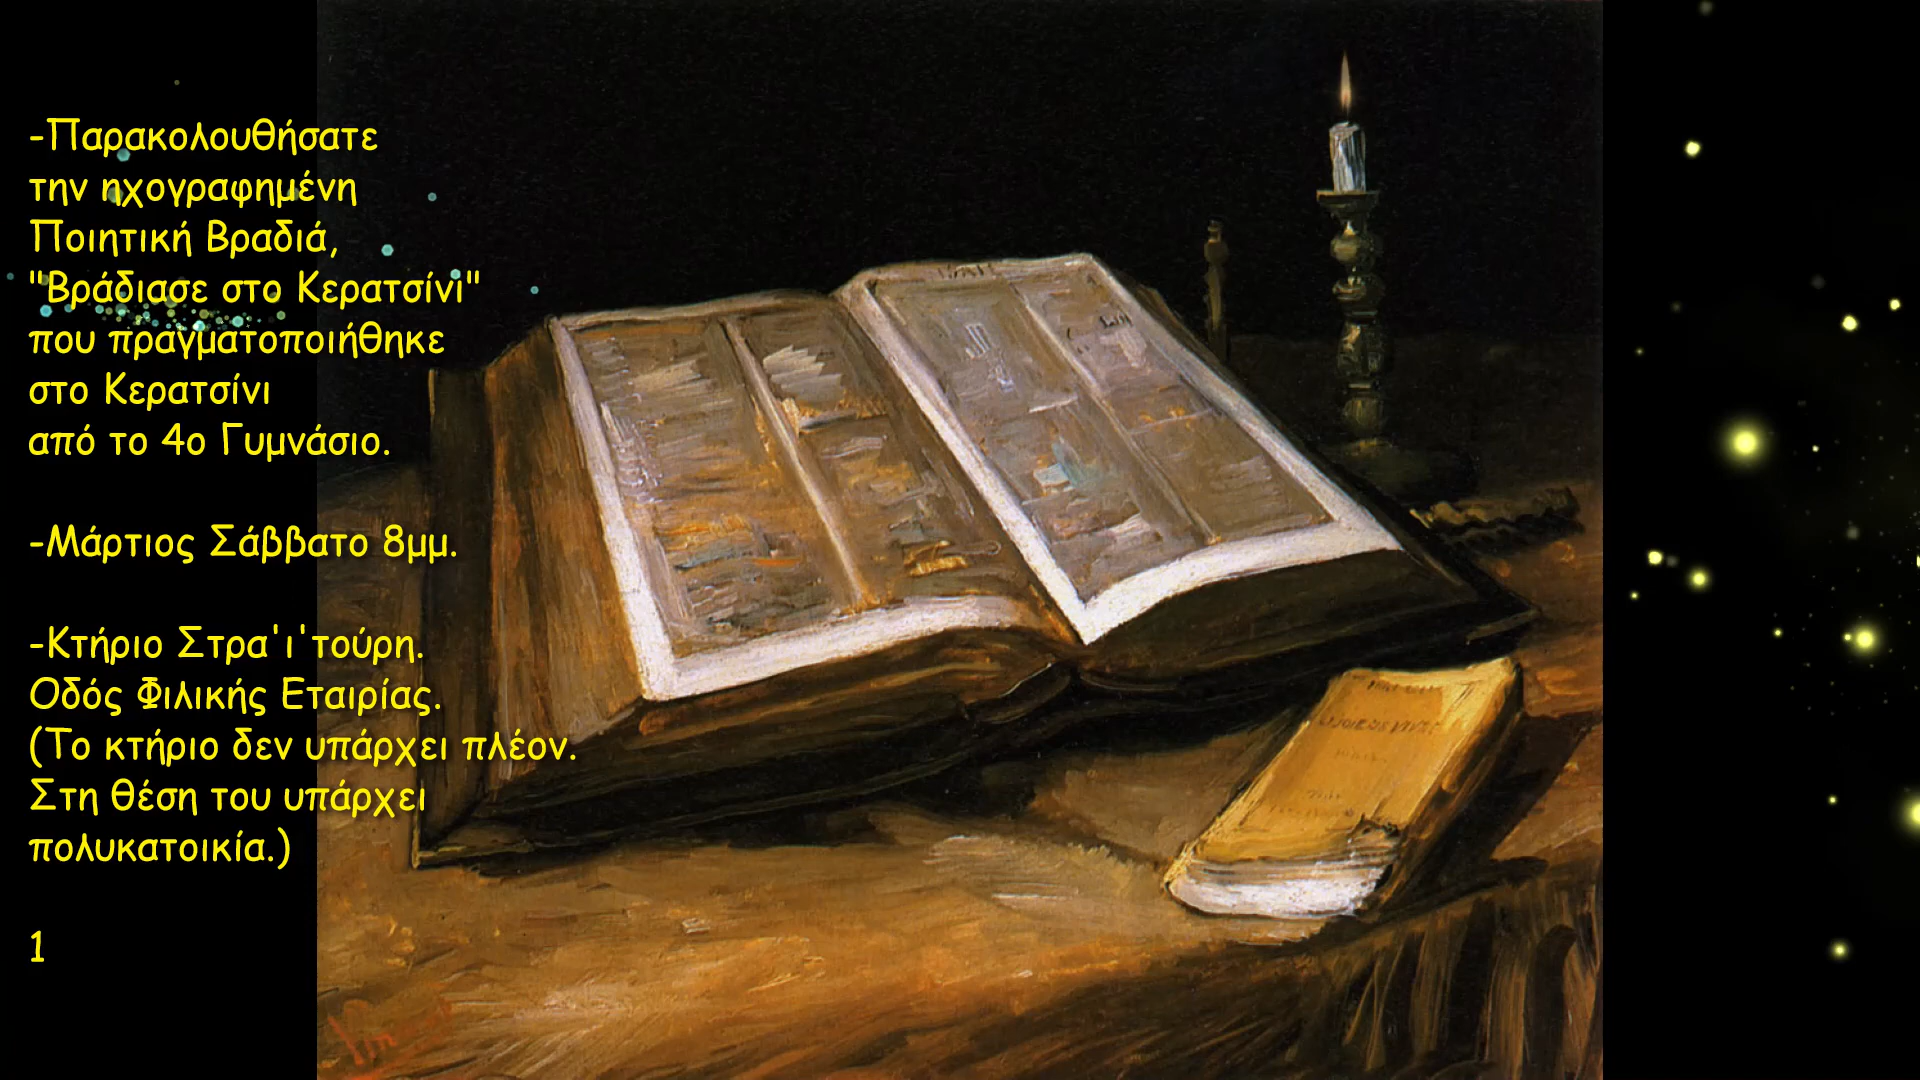 -Παρακολουθήσατε
την ηχογραφημένη
Ποιητική Βραδιά,
"Βράδιασε στο Κερατσίνι"
που πραγματοποιήθηκε
στο Κερατσίνι
από το 4ο Γυμνάσιο.
-Μάρτιος Σάββατο 8μμ.
-Κτήριο Στρα'ι'τούρη.
Οδός Φιλικής Εταιρίας.
(Το κτήριο δεν υπάρχει πλέον.
Στη θέση του υπάρχει
πολυκατοικία.)
1